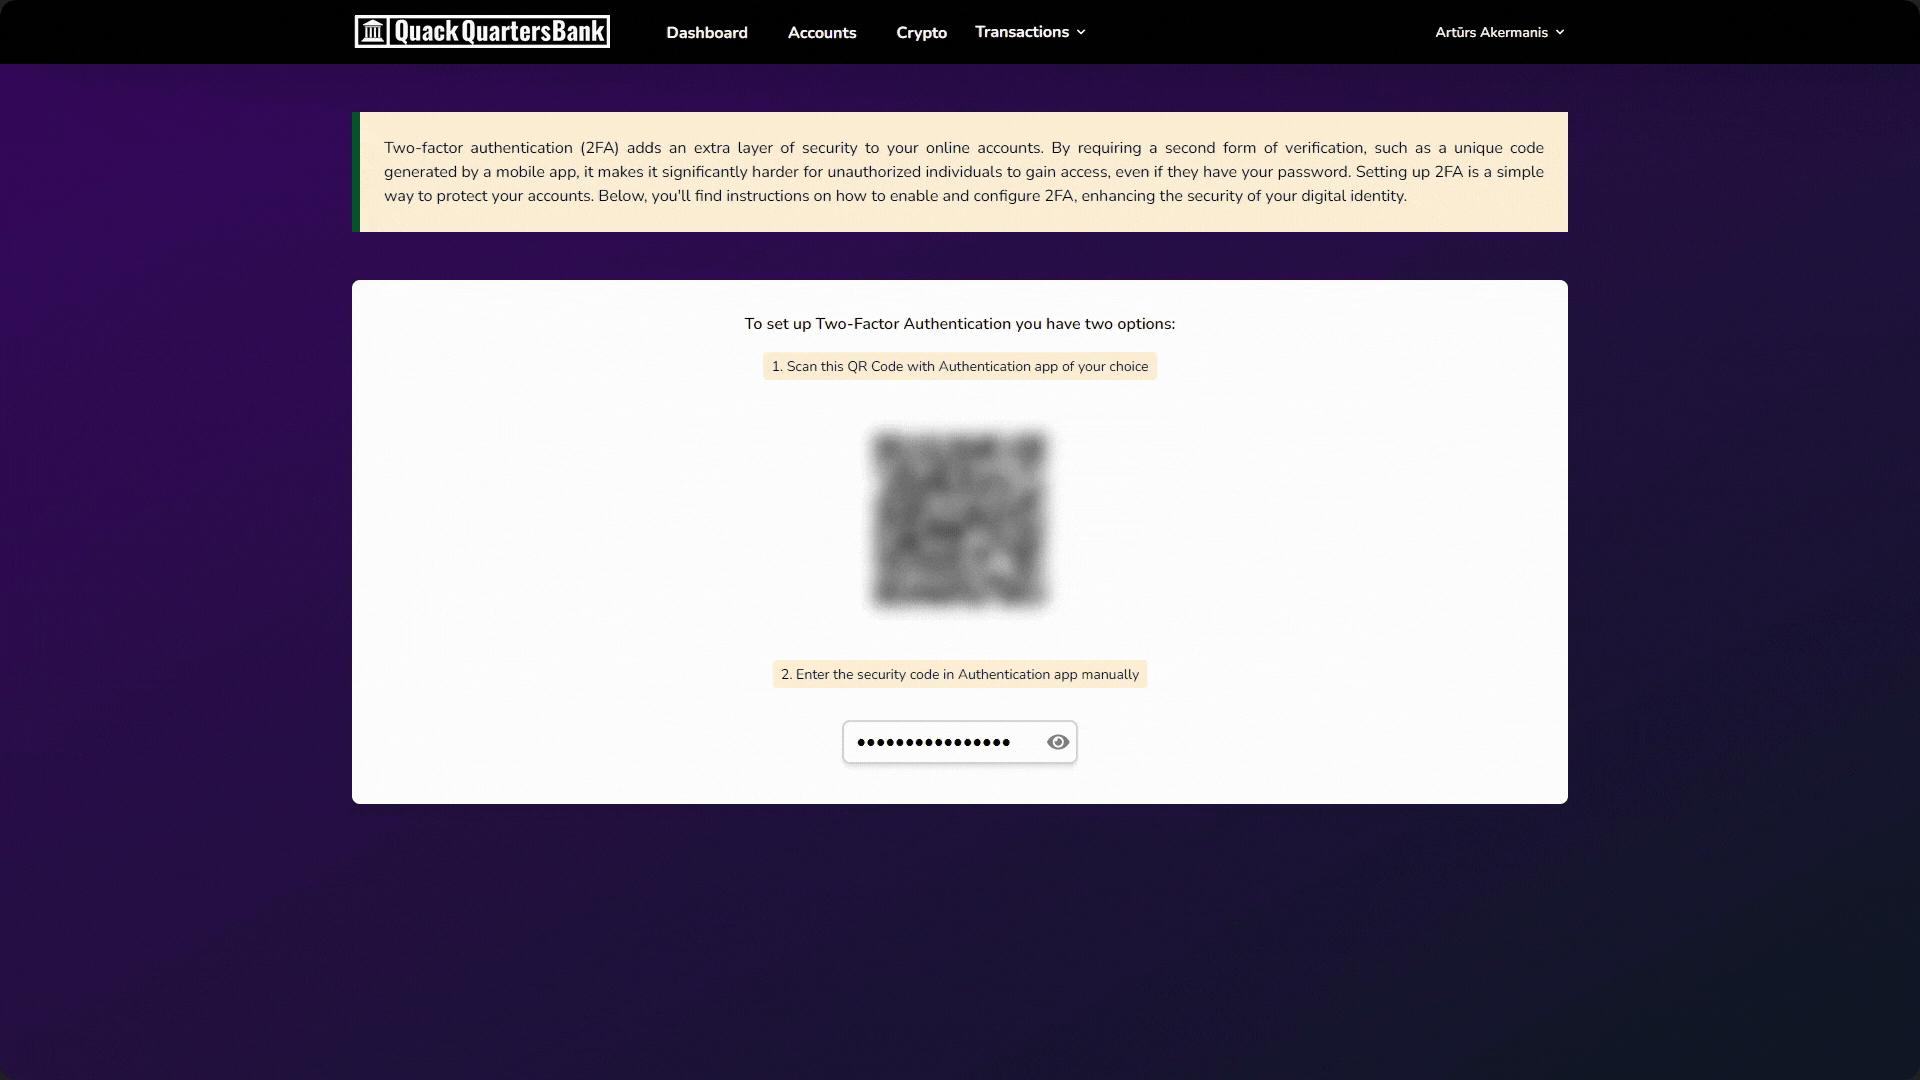 QuackQuartersBank
Dashboard
Accounts
Crypto
Transactions
Artūrs Akermanis
Two-factor authentication (2FA) adds an extra layer of security to your online accounts. By requiring a second form of verification, such as a unique code
generated by a mobile app, it makes it significantly harder for unauthorized individuals to gain access, even if they have your password. Setting up 2FA is a simple
way to protect your accounts. Below, you'll find instructions on how to enable and configure 2FA, enhancing the security of your digital identity.
To set up Two-Factor Authentication you have two options:
1. Scan this QR Code with Authentication app of your choice
2. Enter the security code in Authentication app manually